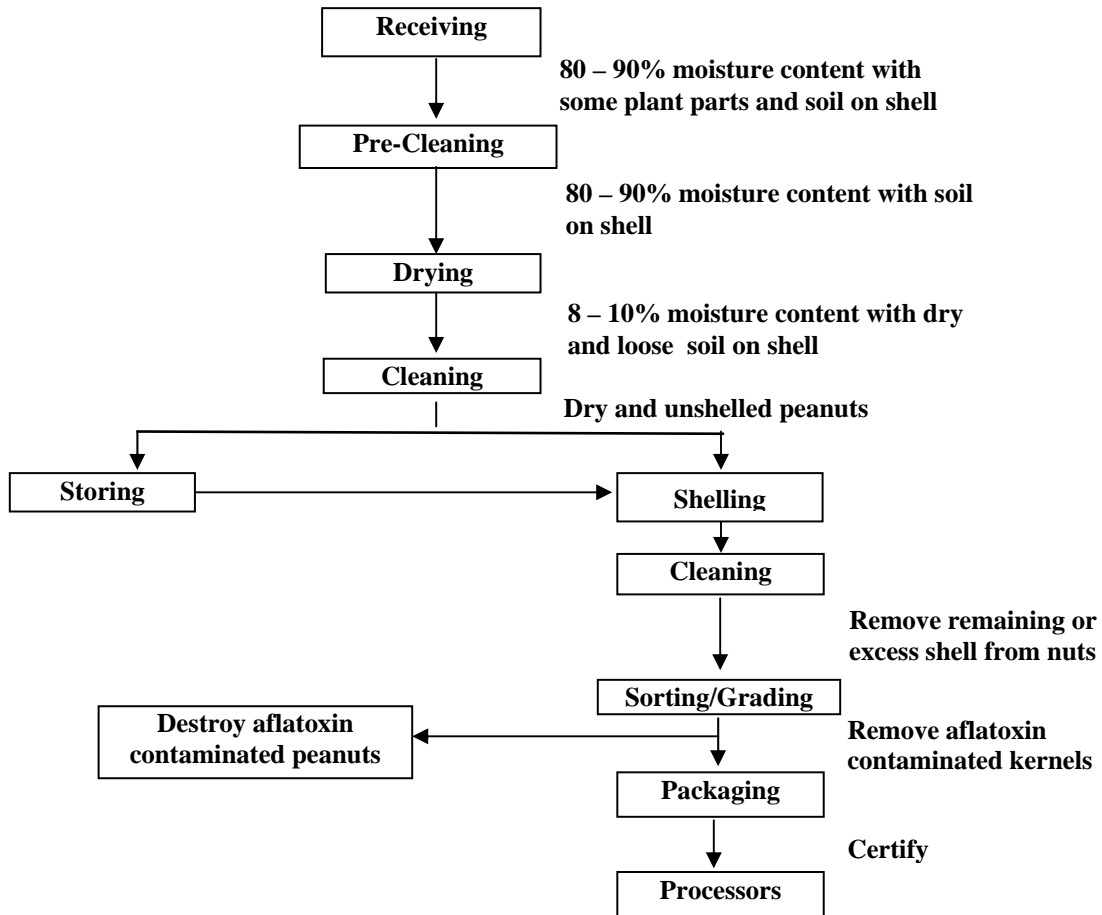 Receiving
80 – 90% moisture content with
some plant parts and soil on shell
Pre-Cleaning
80 – 90% moisture content with soil
on shell
Drying
8 – 10% moisture content with dry
and loose soil on shell
Cleaning
Dry and unshelled peanuts
Storing
Shelling
Cleaning
Remove remaining or
excess shell from nuts
Sorting/Grading
Destroy aflatoxin
contaminated peanuts
Remove aflatoxin
contaminated kernels
Packaging
Certify
Processors